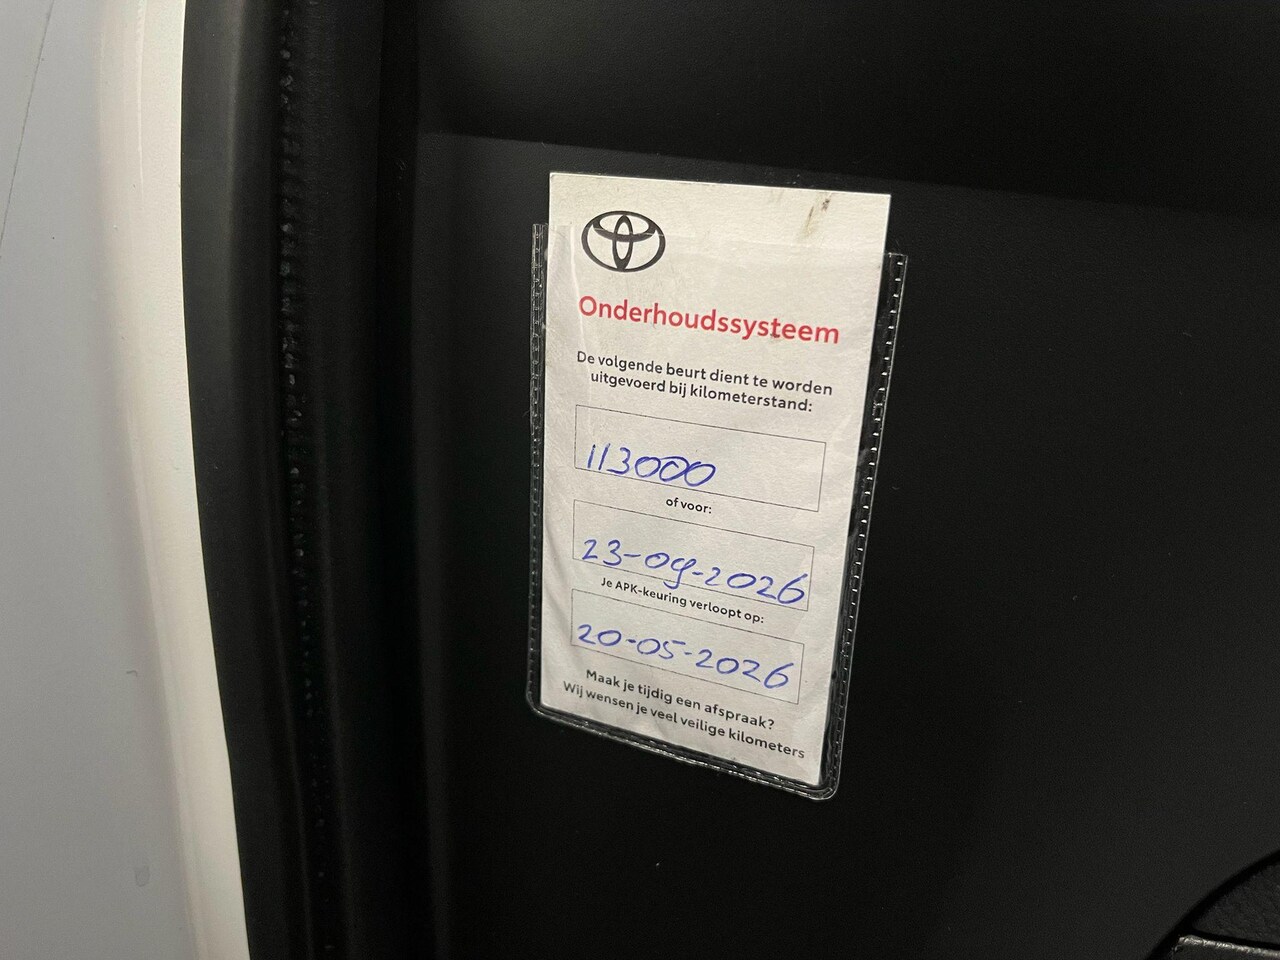 Onderhoudssysteem
De volgende beurt dient te worden
uitgevoerd bij kilometerstand:
113000
of voor:
23-09-2026
Je APK-keuring verloopt op:
20-05-2026
Maak je tijdig een afspraak?
Wij wensen je veel veilige kilometers